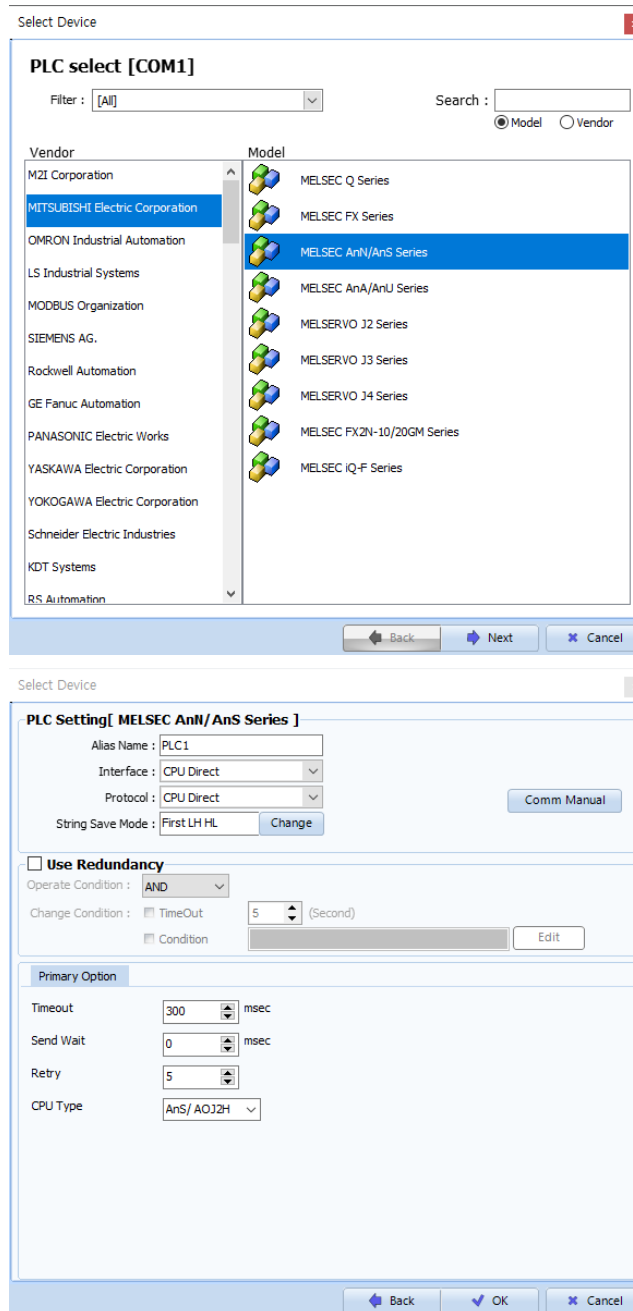 Select Device
PLC select [COM1]
Filter : [All]
Search :
Model Vendor
Vendor
M2I Corporation
MITSUBISHI Electric Corporation
OMRON Industrial Automation
LS Industrial Systems
MODBUS Organization
SIEMENS AG.
Rockwell Automation
GE Fanuc Automation
PANASONIC Electric Works
YASKAWA Electric Corporation
YOKOGAWA Electric Corporation
Schneider Electric Industries
KDT Systems
RS Automation
Model
MELSEC Q Series
MELSEC FX Series
MELSEC AnN/AnS Series
MELSEC AnA/AnU Series
MELSERVO J2 Series
MELSERVO J3 Series
MELSERVO J4 Series
MELSEC FX2N-10/20GM Series
MELSEC iQ-F Series
Back Next Cancel
Select Device
PLC Setting[ MELSEC AnN/AnS Series ]
Alias Name : PLC1
Interface : CPU Direct
Protocol : CPU Direct
Comm Manual
String Save Mode : First LH HL Change
Use Redundancy
Operate Condition : AND
Change Condition : TimeOut 5 (Second)
Condition Edit
Primary Option
Timeout 300 msec
Send Wait 0 msec
Retry 5
CPU Type AnS/AOJ2H
Back OK Cancel